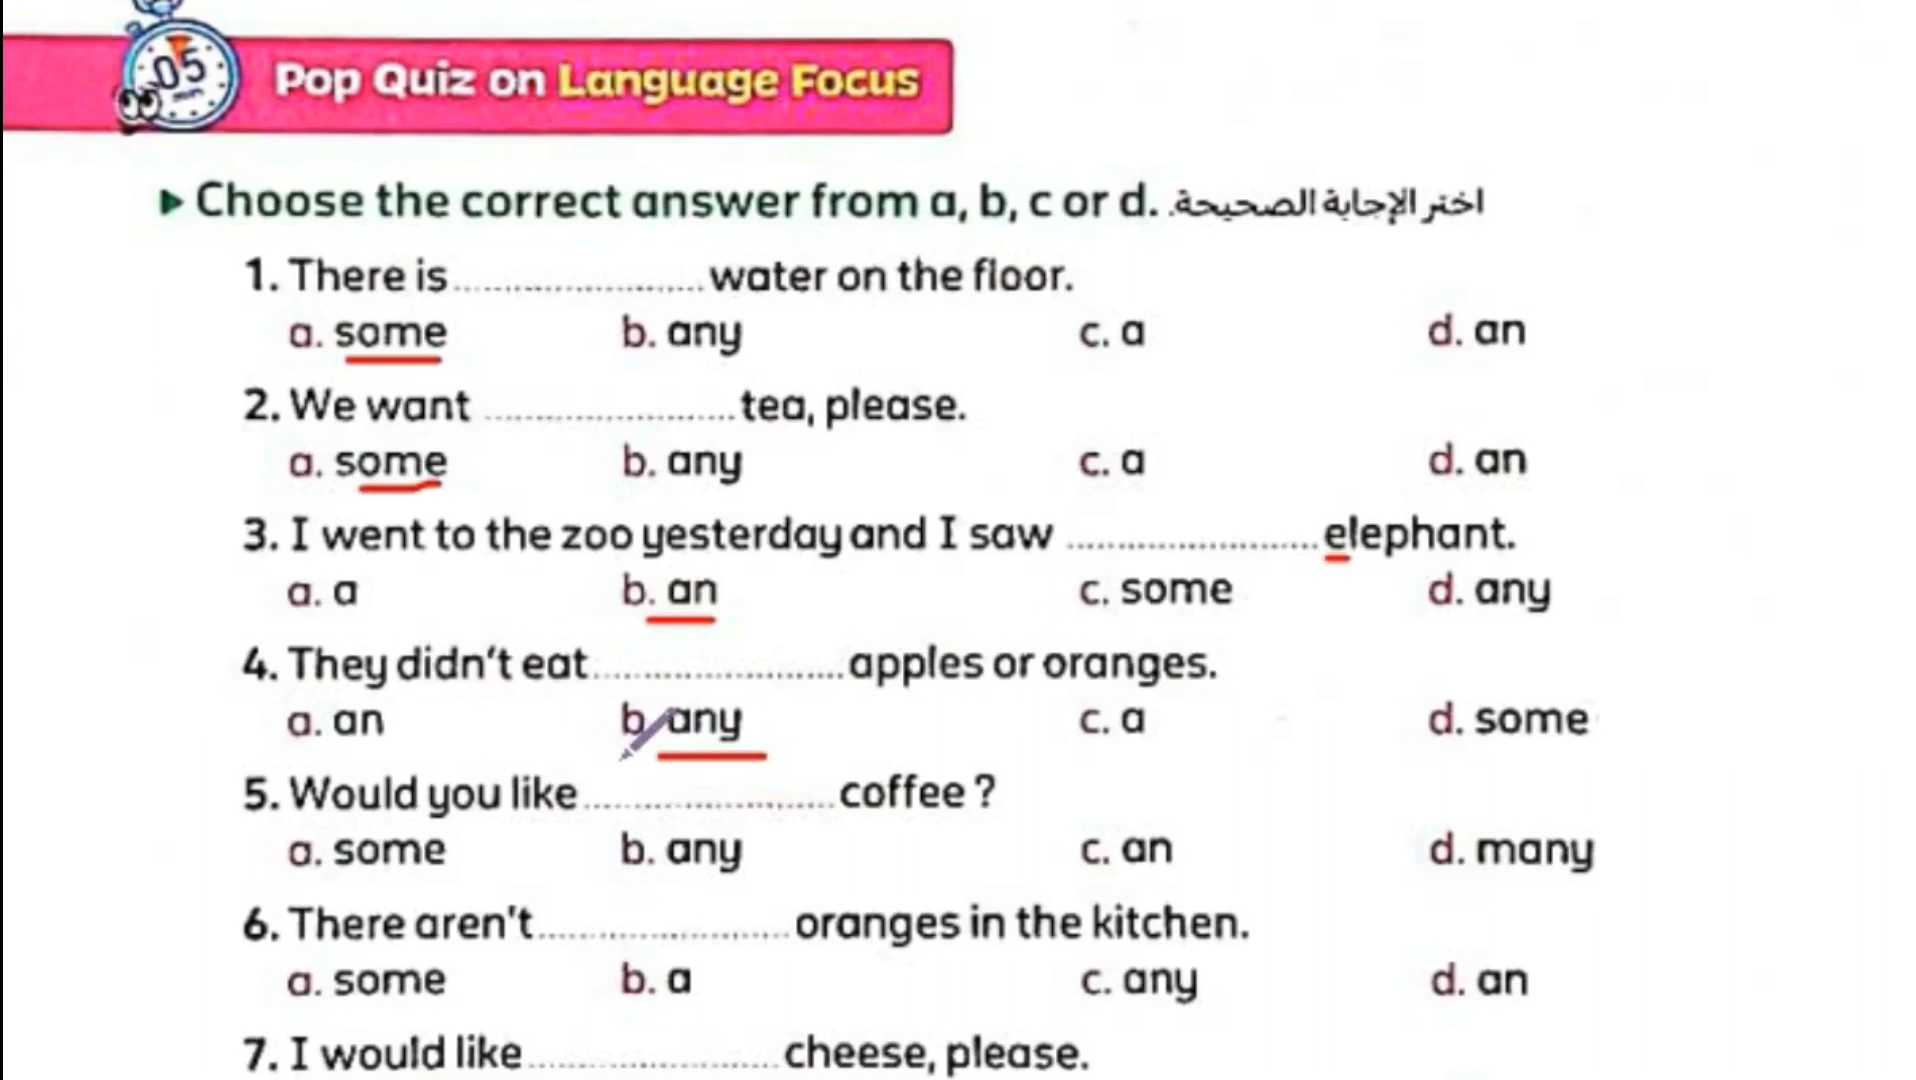 05
Pop Quiz on Language Focus
Choose the correct answer from a, b, c or d. اختر الإجابة الصحيحة.
1. There is ........................ water on the floor.
a. some b. any c. a d. an
2. We want ........................ tea, please.
a. some b. any c. a d. an
3. I went to the zoo yesterday and I saw ........................ elephant.
a. a b. an c. some d. any
4. They didn't eat ........................ apples or oranges.
a. an b. any c. a d. some
5. Would you like ........................ coffee ?
a. some b. any c. an d. many
6. There aren't ........................ oranges in the kitchen.
a. some b. a c. any d. an
7. I would like ........................ cheese, please.